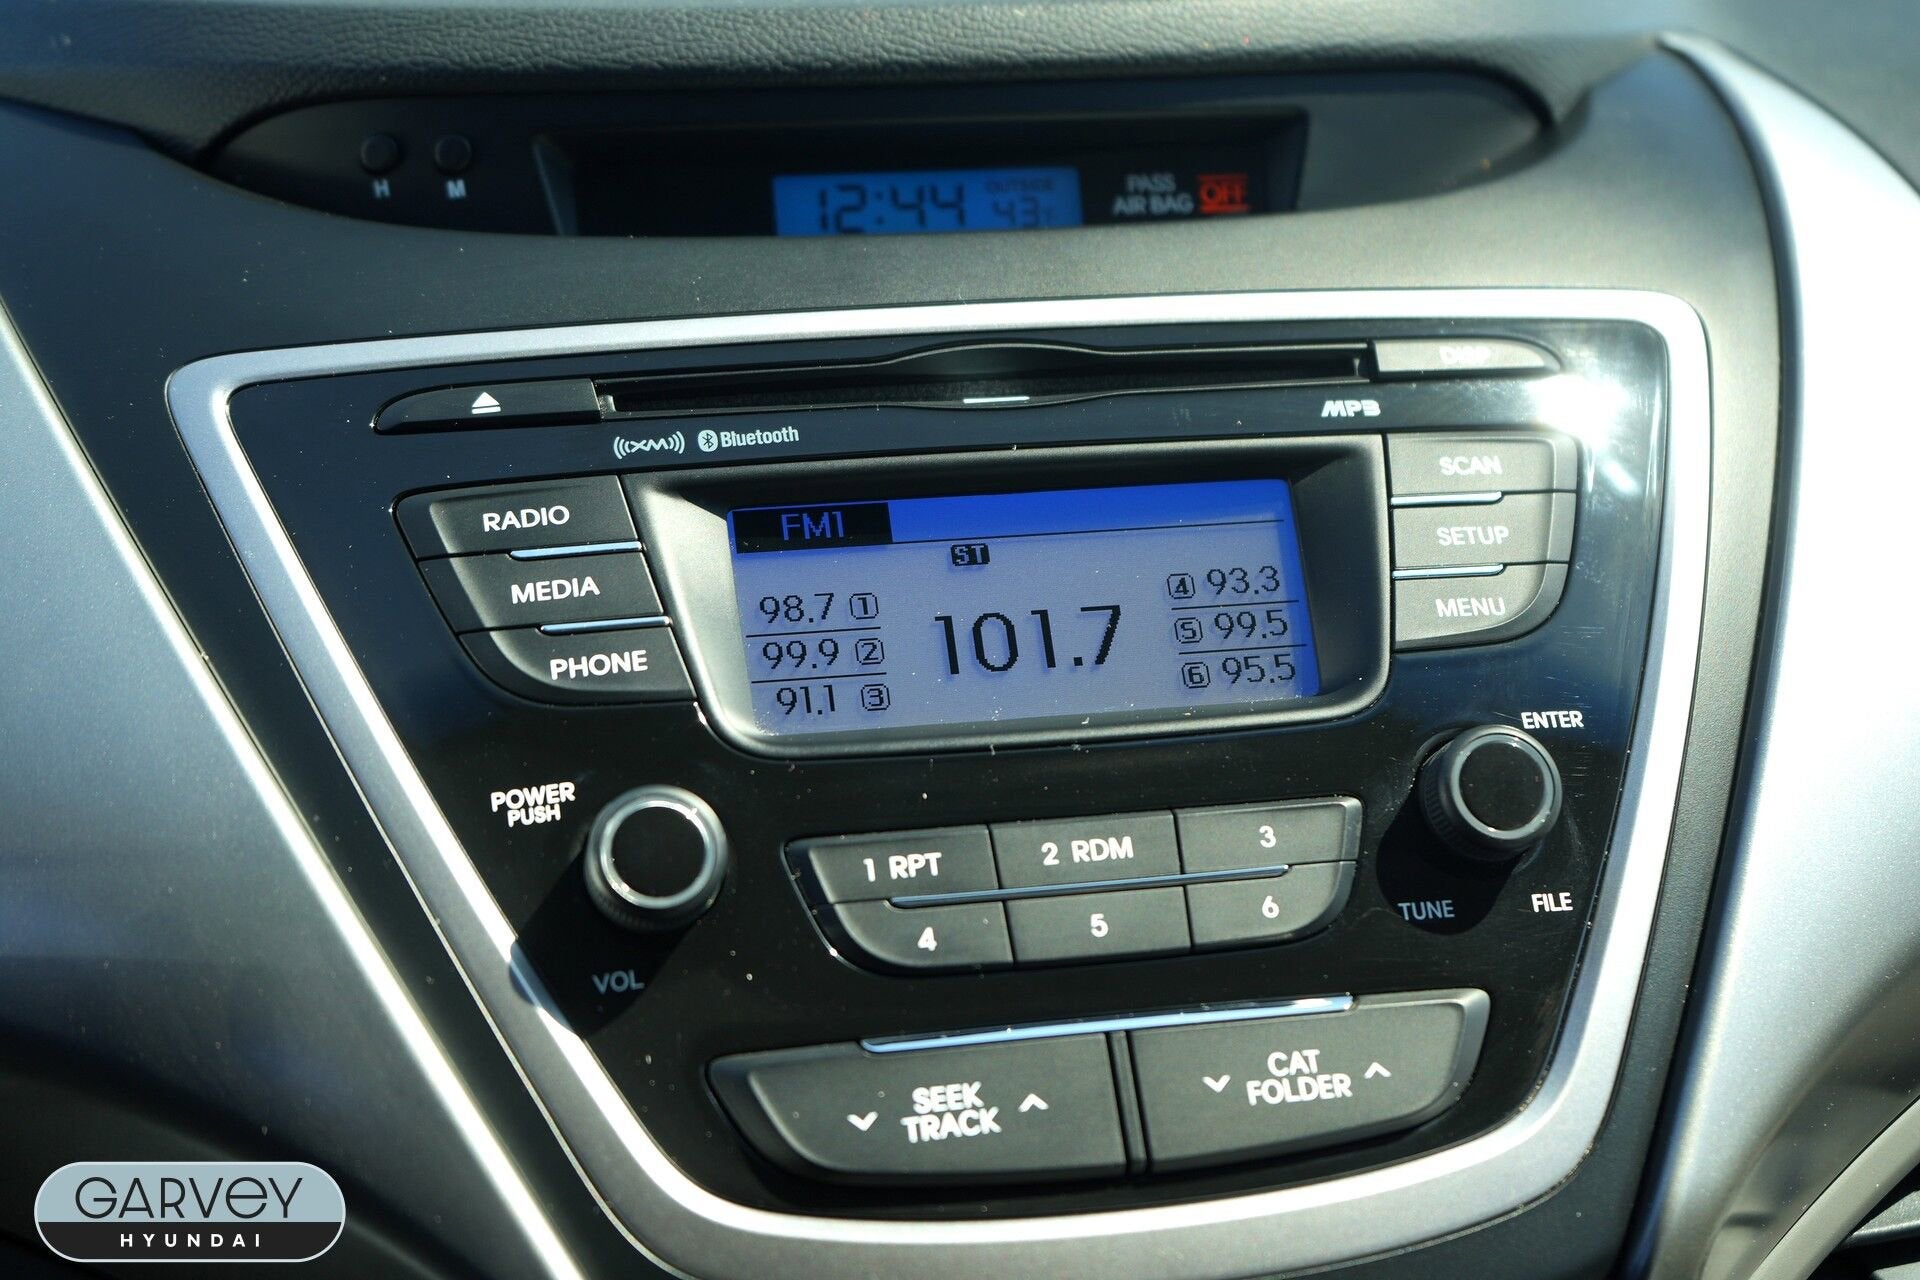 H M
12:44 OUTSIDE 43°F
PASS AIR BAG OFF
DISP
MP3
XM Bluetooth
RADIO
MEDIA
PHONE
FM1
ST
98.7 1
99.9 2
91.1 3
101.7
4 93.3
5 99.5
6 95.5
SCAN
SETUP
MENU
POWER
PUSH
VOL
1 RPT 2 RDM 3
4 5 6
ENTER
TUNE FILE
SEEK
TRACK
CAT
FOLDER
GARVEY
HYUNDAI